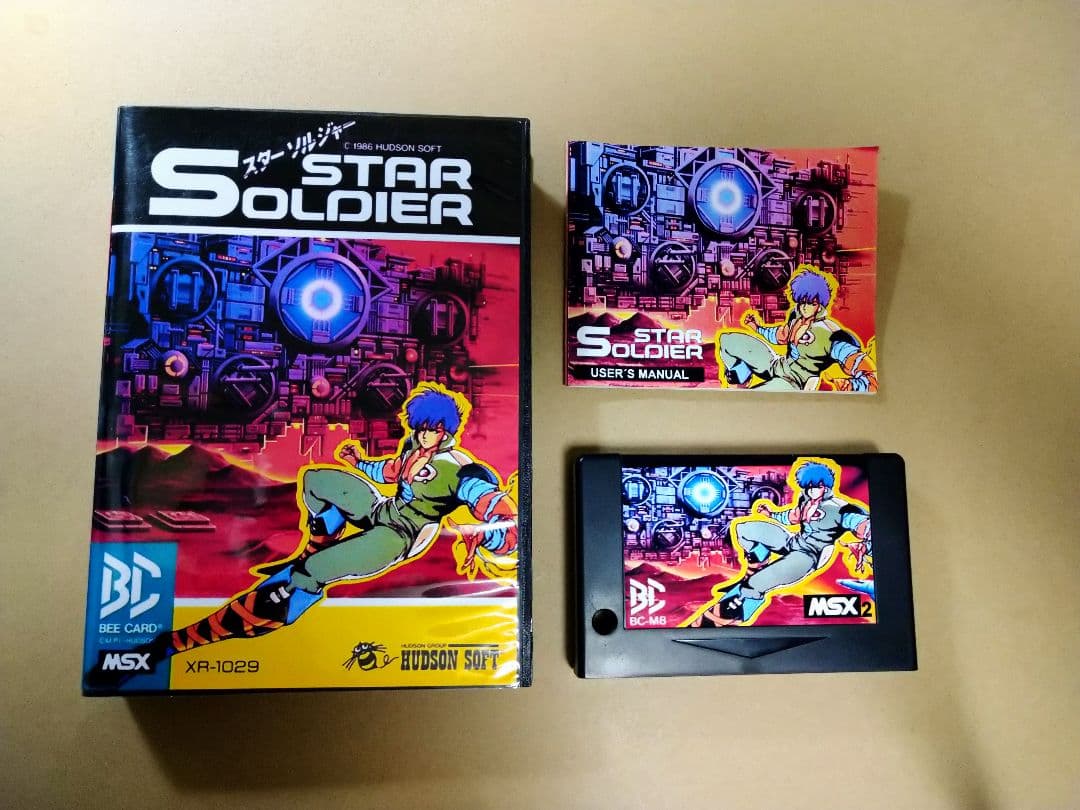 スターソルジャー
© 1986 HUDSON SOFT
STAR
SOLDIER
BC
BEE CARD®
MSX
XR-1029
HUDSON GROUP
HUDSON SOFT
STAR
SOLDIER
USER'S MANUAL
BC
BC-M8
MSX 2